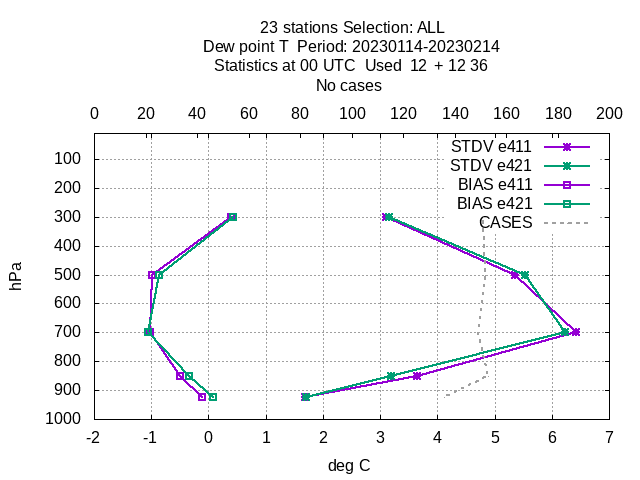 23 stations Selection: ALL
Dew point T  Period: 20230114-20230214
Statistics at 00 UTC  Used  12  + 12 36
No cases
0 20 40 60 80 100 120 140 160 180 200
100
200
300
400
500
600
700
800
900
1000
hPa
STDV e411
STDV e421
BIAS e411
BIAS e421
CASES
-2 -1 0 1 2 3 4 5 6 7
deg C